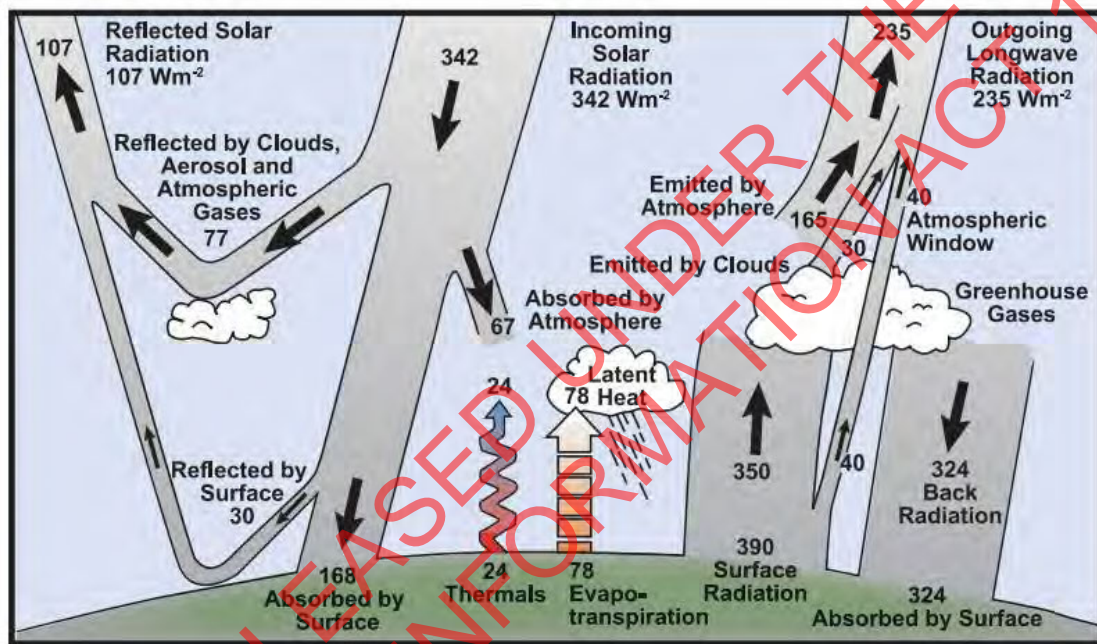 107
Reflected Solar
Radiation
107 Wm-2
342
Incoming
Solar
Radiation
342 Wm-2
235
Outgoing
Longwave
Radiation
235 Wm-2
Reflected by Clouds,
Aerosol and
Atmospheric
Gases
77
Emitted by
Atmosphere
165
40
Atmospheric
Window
30
Emitted by Clouds
67
Absorbed by
Atmosphere
Greenhouse
Gases
24
78
Latent
Heat
Reflected by
Surface
30
350
40
324
Back
Radiation
168
Absorbed by
Surface
24
Thermals
78
Evapo-
transpiration
390
Surface
Radiation
324
Absorbed by Surface
EASED UNDER THE
INFORMATION ACT 1